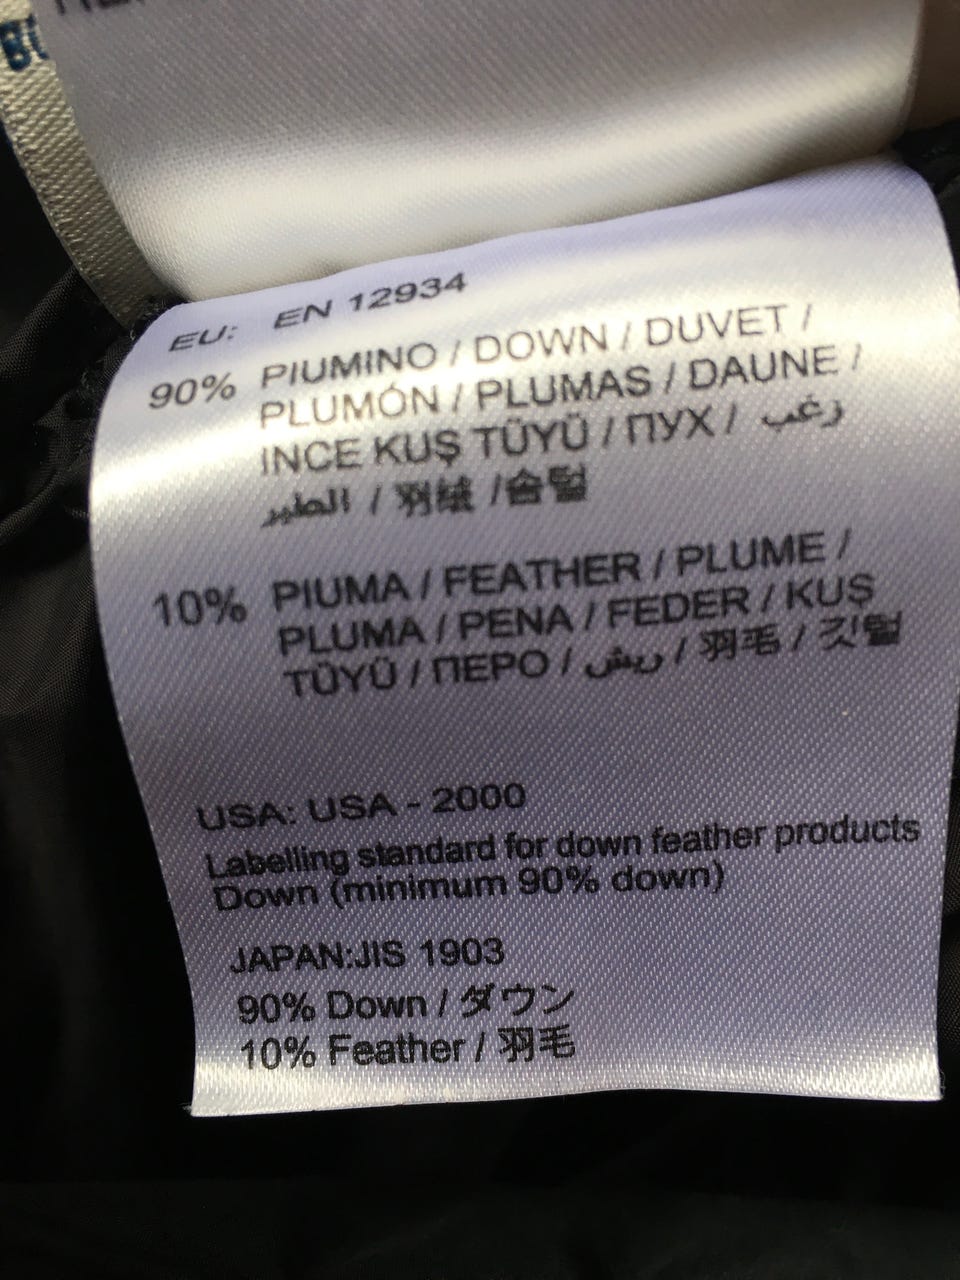 EU: EN 12934
90% PIUMINO / DOWN / DUVET /
PLUMÓN / PLUMAS / DAUNE /
INCE KUŞ TÜYÜ / ПУХ / زغب
الطير / 羽绒 / 솜털
10% PIUMA / FEATHER / PLUME /
PLUMA / PENA / FEDER / KUŞ
TÜYÜ / ПЕРО / ريش / 羽毛 / 깃털
USA: USA - 2000
Labelling standard for down feather products
Down (minimum 90% down)
JAPAN:JIS 1903
90% Down / ダウン
10% Feather / 羽毛